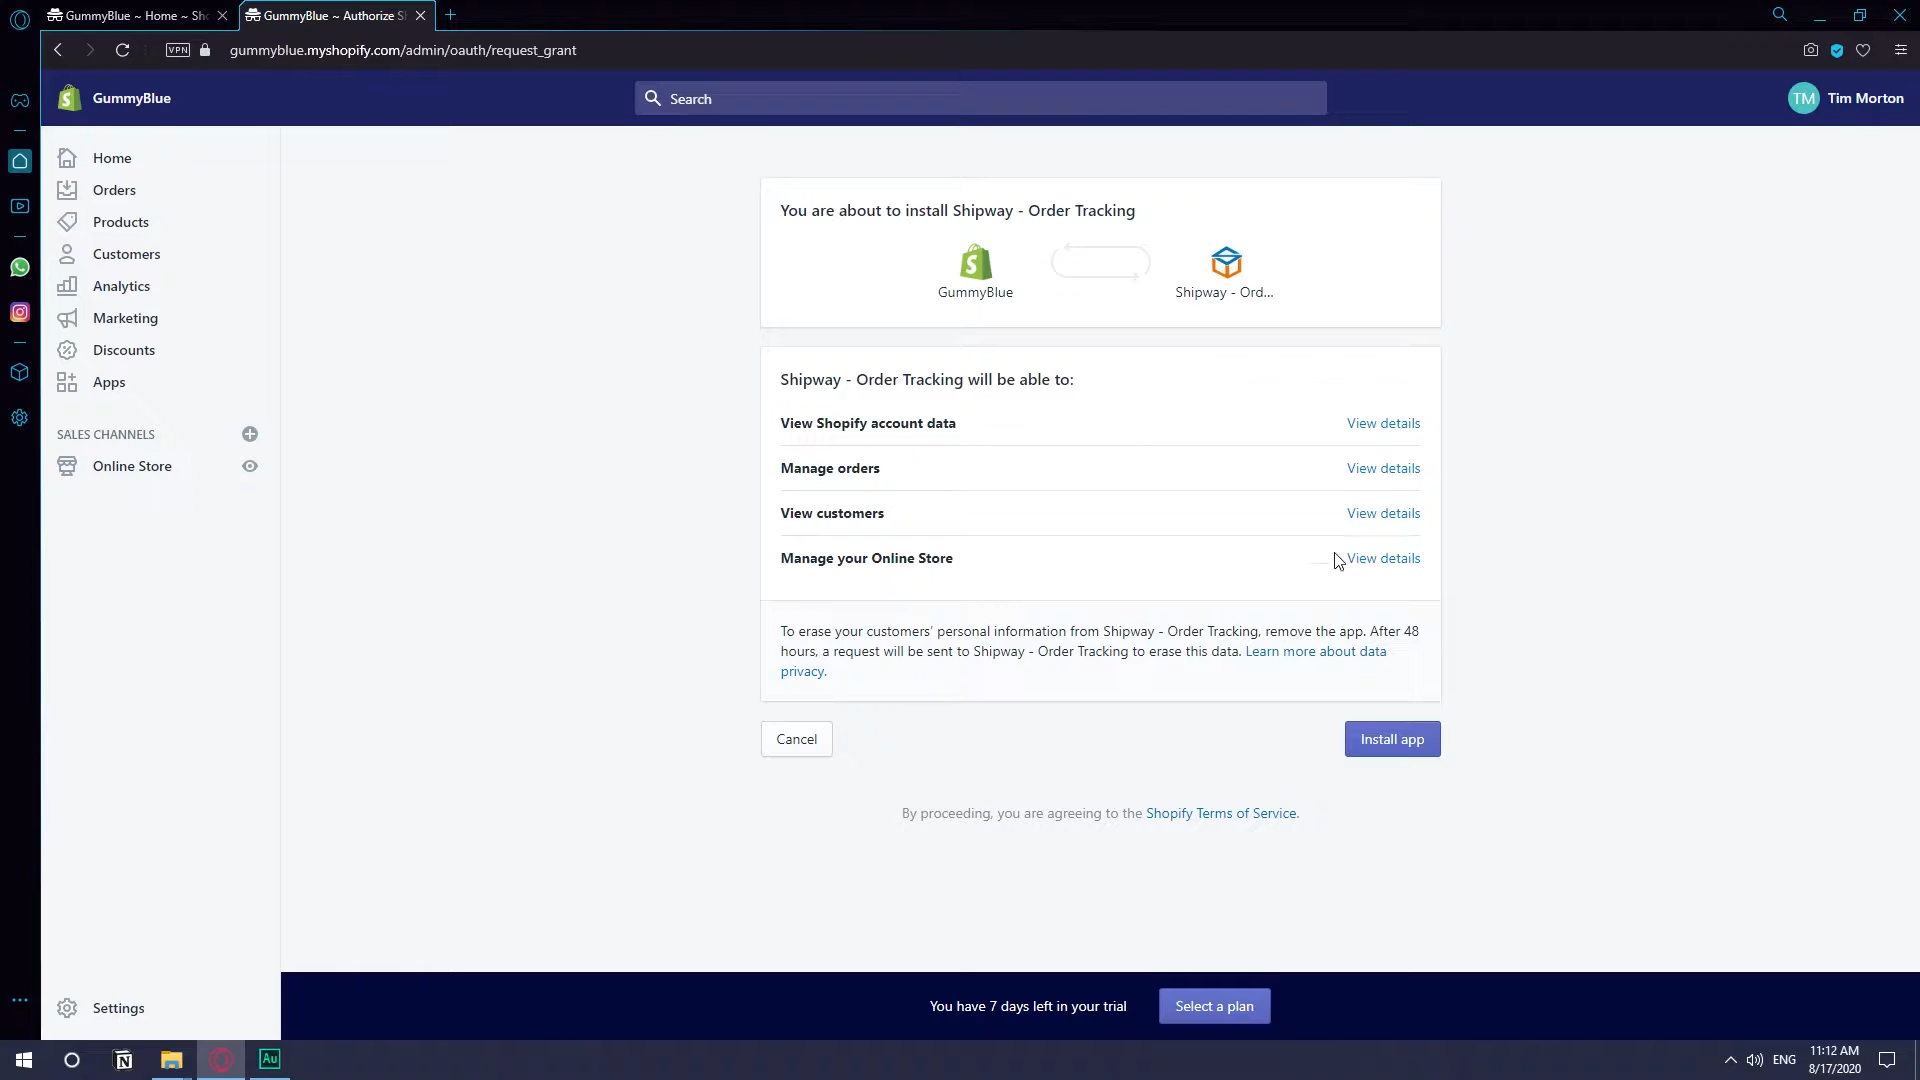 GummyBlue ~ Home ~ Sho
GummyBlue ~ Authorize S
VPN
gummyblue.myshopify.com/admin/oauth/request_grant
GummyBlue
Search
TM
Tim Morton
Home
Orders
Products
Customers
Analytics
Marketing
Discounts
Apps
SALES CHANNELS
Online Store
Settings
You are about to install Shipway - Order Tracking
GummyBlue
Shipway - Ord...
Shipway - Order Tracking will be able to:
View Shopify account data View details
Manage orders View details
View customers View details
Manage your Online Store View details
To erase your customers' personal information from Shipway - Order Tracking, remove the app. After 48
hours, a request will be sent to Shipway - Order Tracking to erase this data. Learn more about data
privacy.
Cancel
Install app
By proceeding, you are agreeing to the Shopify Terms of Service.
You have 7 days left in your trial
Select a plan
N
Au
ENG
11:12 AM
8/17/2020